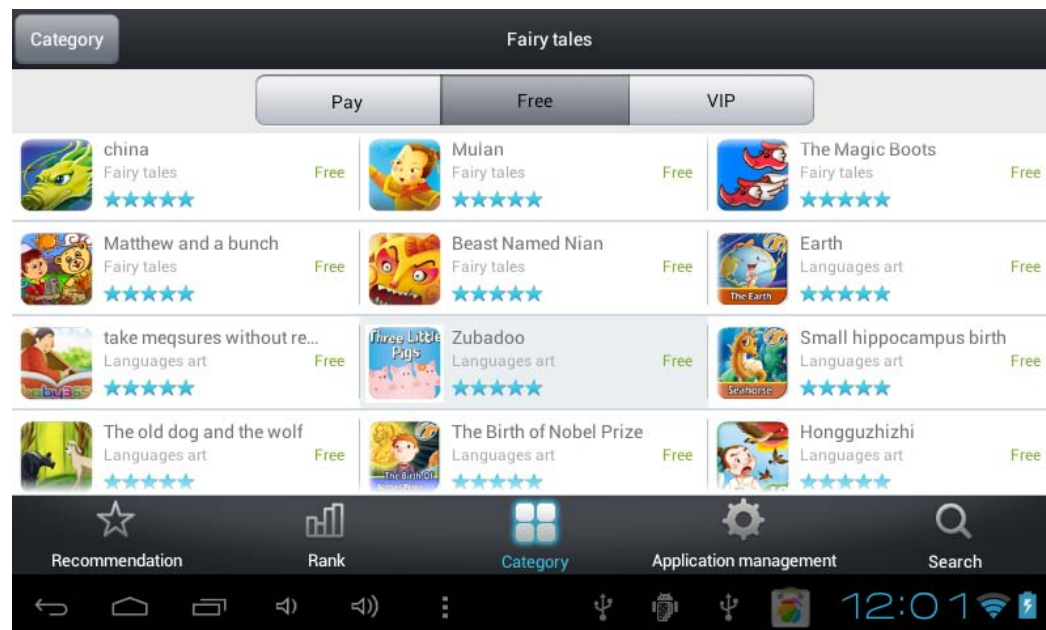 Category
Fairy tales
Pay
Free
VIP
china
Fairy tales
Free
Mulan
Fairy tales
Free
The Magic Boots
Fairy tales
Free
Matthew and a bunch
Fairy tales
Free
Beast Named Nian
Fairy tales
Free
The Earth
Earth
Languages art
Free
baby365
take meqsures without re...
Languages art
Free
Three Little
Pigs
Zubadoo
Languages art
Free
Seahorse
Small hippocampus birth
Languages art
Free
The old dog and the wolf
Languages art
Free
The Birth Of
The Birth of Nobel Prize
Languages art
Free
Hongguzhizhi
Languages art
Free
Recommendation
Rank
Category
Application management
Search
12:01